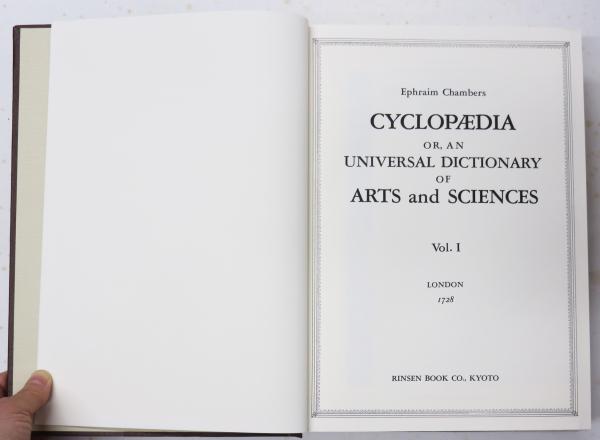 Ephraim Chambers
CYCLOPÆDIA
OR, AN
UNIVERSAL DICTIONARY
OF
ARTS and SCIENCES
Vol. I
LONDON
1728
RINSEN BOOK CO., KYOTO